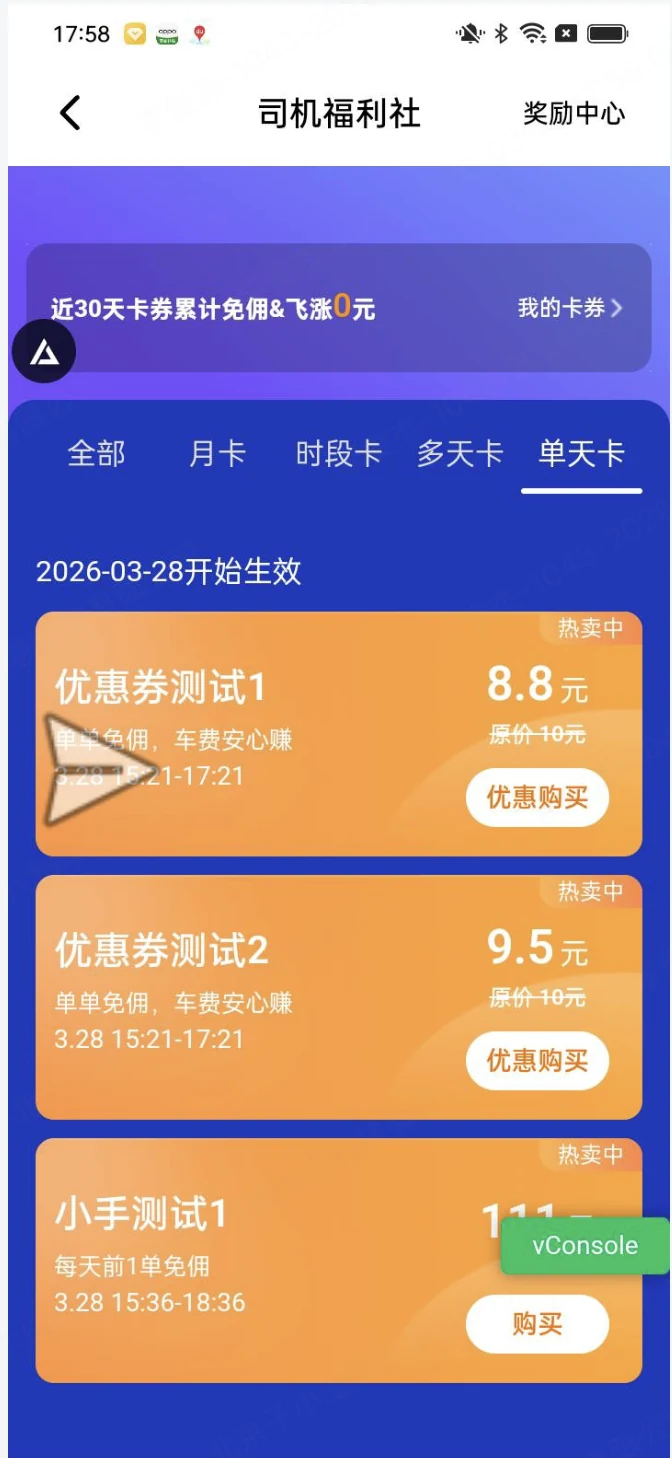 17:58
司机福利社
奖励中心
近30天卡券累计免佣&飞涨0元
我的卡券
全部
月卡
时段卡
多天卡
单天卡
2026-03-28开始生效
热卖中
优惠券测试1
8.8元
单单免佣，车费安心赚
原价 10元
3.28 15:21-17:21
优惠购买
热卖中
优惠券测试2
9.5元
单单免佣，车费安心赚
原价 10元
3.28 15:21-17:21
优惠购买
热卖中
小手测试1
111
vConsole
每天前1单免佣
3.28 15:36-18:36
购买